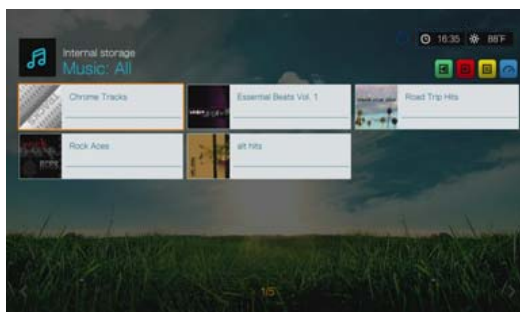 16:35
88°F
Internal storage
Music: All
Chrome Tracks
Essential Beats Vol. 1
Road Trip Hits
Rock Aces
alt hits
1/5